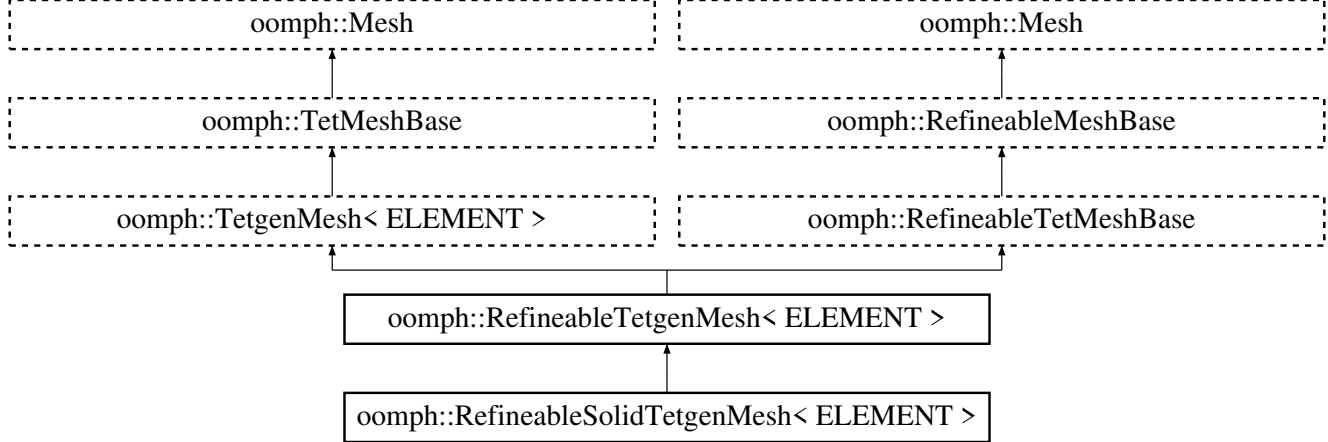 oomph::Mesh
oomph::Mesh
oomph::TetMeshBase
oomph::RefineableMeshBase
oomph::TetgenMesh< ELEMENT >
oomph::RefineableTetMeshBase
oomph::RefineableTetgenMesh< ELEMENT >
oomph::RefineableSolidTetgenMesh< ELEMENT >